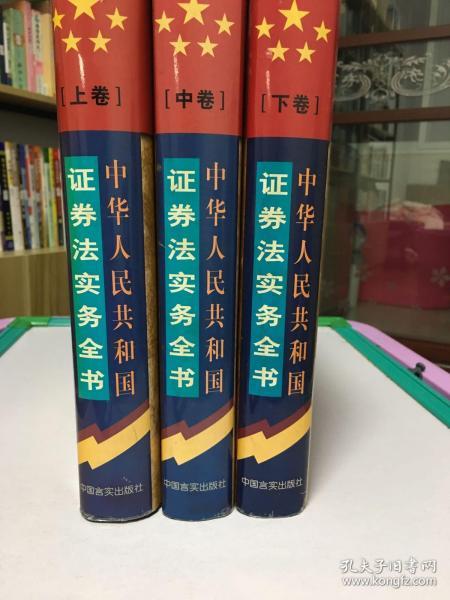 [上卷]
中华人民共和国
证券法实务全书
中国言实出版社
[中卷]
中华人民共和国
证券法实务全书
中国言实出版社
[下卷]
中华人民共和国
证券法实务全书
中国言实出版社
孔夫子旧书网
www.kongfz.com